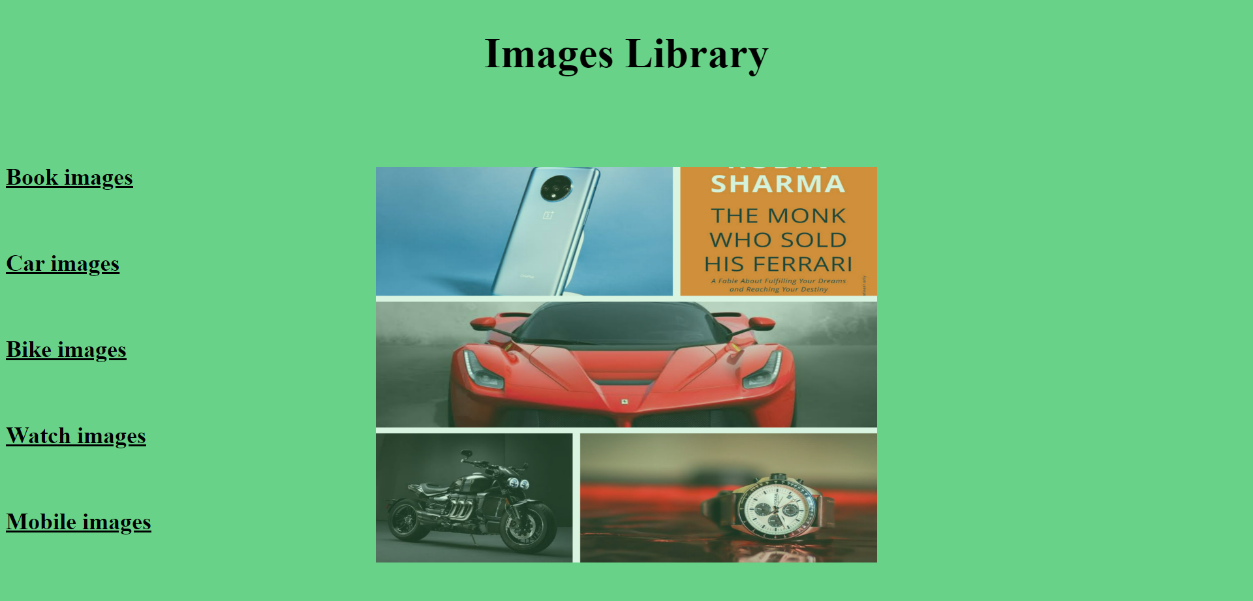 Images Library
Book images
Car images
Bike images
Watch images
Mobile images
SHARMA
THE MONK
WHO SOLD
HIS FERRARI
A Fable About Fulfilling Your Dreams
and Reaching Your Destiny